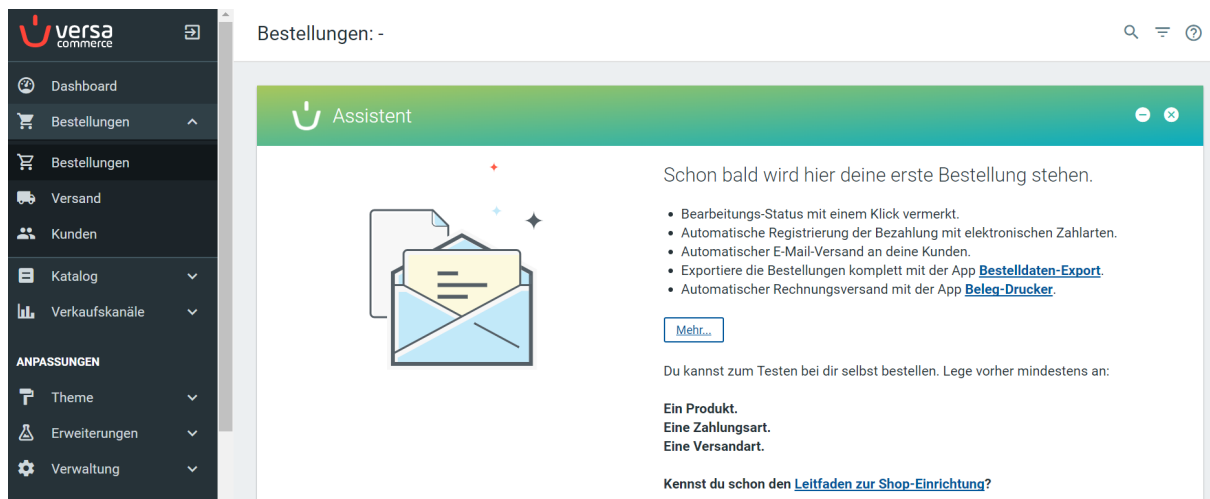 versa
commerce
Dashboard
Bestellungen
Bestellungen
Versand
Kunden
Katalog
Verkaufskanäle
ANPASSUNGEN
Theme
Erweiterungen
Verwaltung
Bestellungen: -
Assistent
Schon bald wird hier deine erste Bestellung stehen.
Bearbeitungs-Status mit einem Klick vermerkt.
Automatische Registrierung der Bezahlung mit elektronischen Zahlarten.
Automatischer E-Mail-Versand an deine Kunden.
Exportiere die Bestellungen komplett mit der App Bestelldaten-Export.
Automatischer Rechnungsversand mit der App Beleg-Drucker.
Mehr...
Du kannst zum Testen bei dir selbst bestellen. Lege vorher mindestens an:
Ein Produkt.
Eine Zahlungsart.
Eine Versandart.
Kennst du schon den Leitfaden zur Shop-Einrichtung?